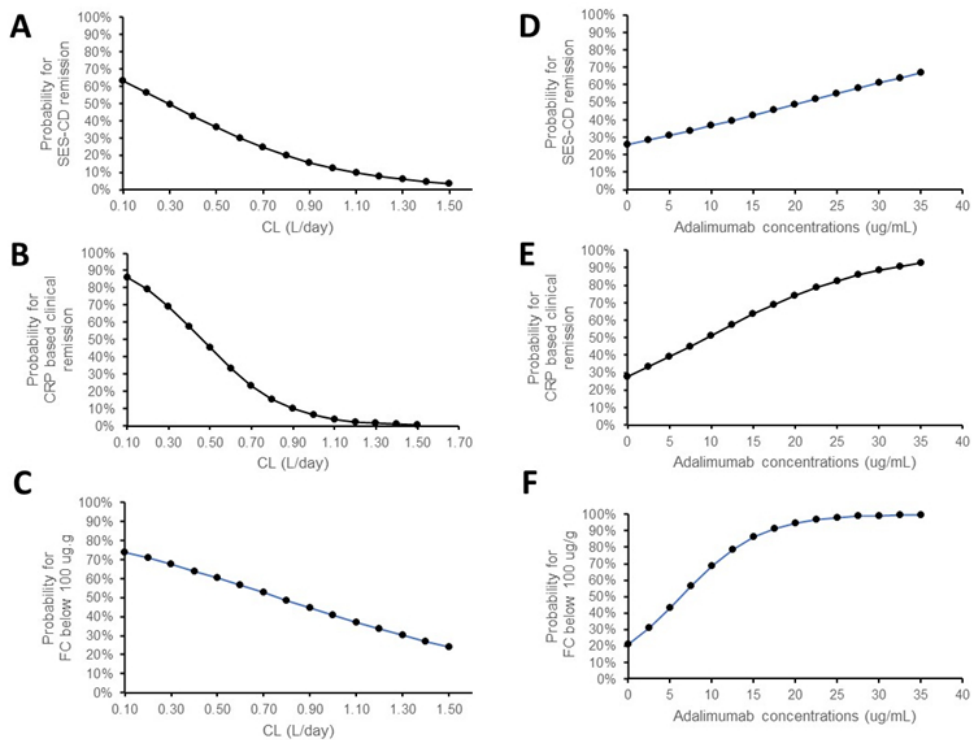 A
Probability for
SES-CD remission
100%
90%
80%
70%
60%
50%
40%
30%
20%
10%
0%
0.10 0.30 0.50 0.70 0.90 1.10 1.30 1.50
CL (L/day)
D
Probability for
SES-CD remission
100%
90%
80%
70%
60%
50%
40%
30%
20%
10%
0%
0 5 10 15 20 25 30 35 40
Adalimumab concentrations (ug/mL)
B
Probability for
CRP based clinical
remission
100%
90%
80%
70%
60%
50%
40%
30%
20%
10%
0%
0.10 0.30 0.50 0.70 0.90 1.10 1.30 1.50 1.70
CL (L/day)
E
Probability for
CRP based clinical
remission
100%
90%
80%
70%
60%
50%
40%
30%
20%
10%
0%
0 5 10 15 20 25 30 35 40
Adalimumab concentrations (ug/mL)
C
Probability for
FC below 100 ug.g
100%
90%
80%
70%
60%
50%
40%
30%
20%
10%
0%
0.10 0.30 0.50 0.70 0.90 1.10 1.30 1.50
CL (L/day)
F
Probability for
FC below 100 ug/g
100%
90%
80%
70%
60%
50%
40%
30%
20%
10%
0%
0 5 10 15 20 25 30 35 40
Adalimumab concentrations (ug/mL)